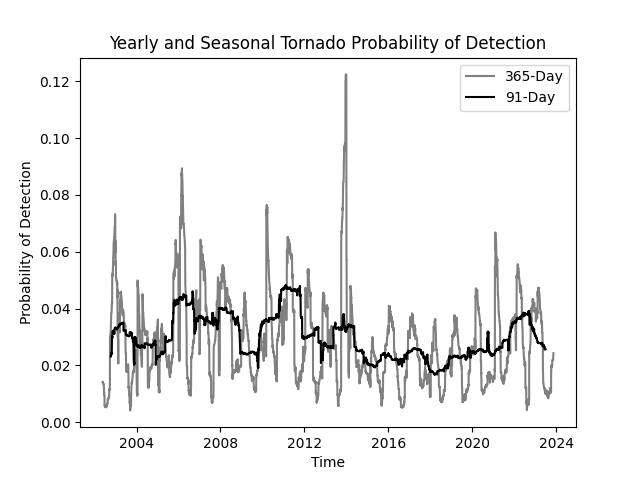 Yearly and Seasonal Tornado Probability of Detection
365-Day
91-Day
0.12
0.10
0.08
0.06
0.04
0.02
0.00
Probability of Detection
2004 2008 2012 2016 2020 2024
Time